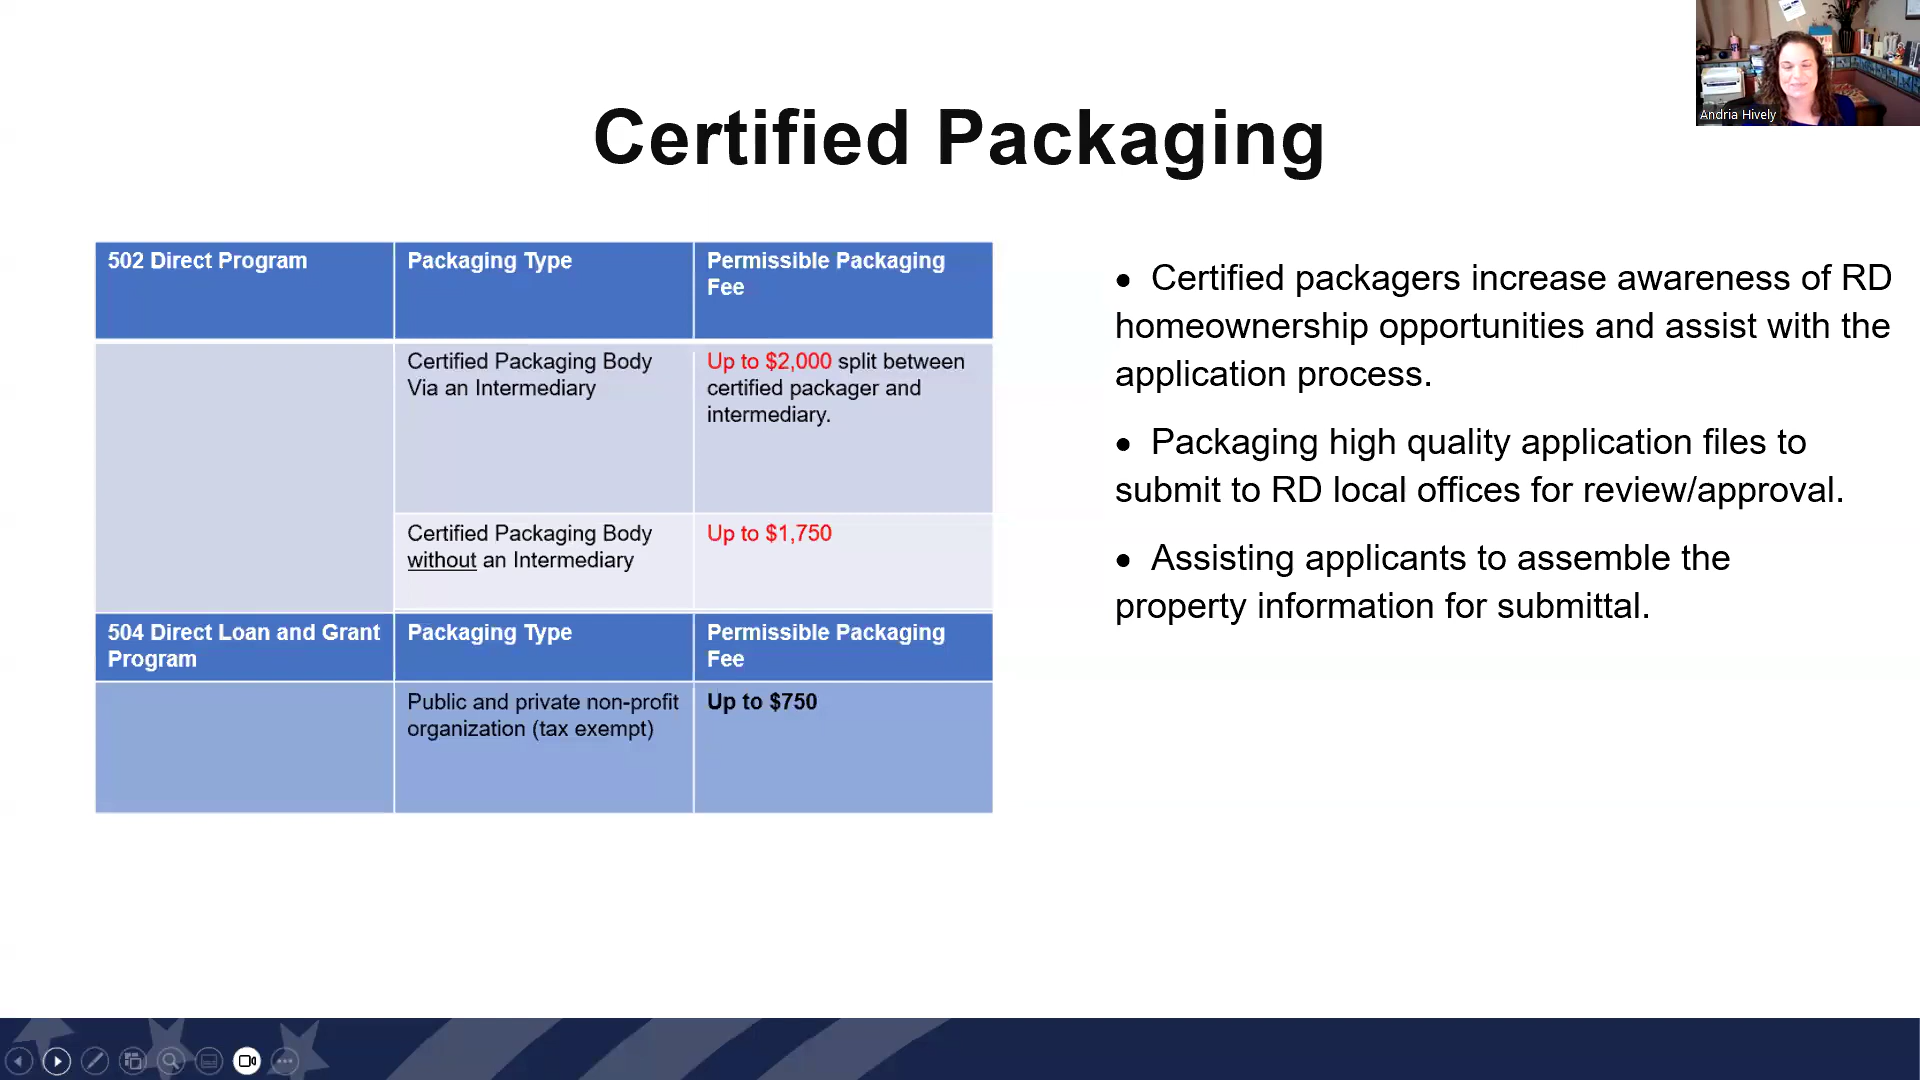 Andria Hively
Certified Packaging
502 Direct Program
Packaging Type
Permissible Packaging
Fee
Certified Packaging Body
Via an Intermediary
Up to $2,000 split between
certified packager and
intermediary.
Certified Packaging Body
without an Intermediary
Up to $1,750
504 Direct Loan and Grant
Program
Packaging Type
Permissible Packaging
Fee
Public and private non-profit
organization (tax exempt)
Up to $750
• Certified packagers increase awareness of RD
homeownership opportunities and assist with the
application process.
• Packaging high quality application files to
submit to RD local offices for review/approval.
• Assisting applicants to assemble the
property information for submittal.